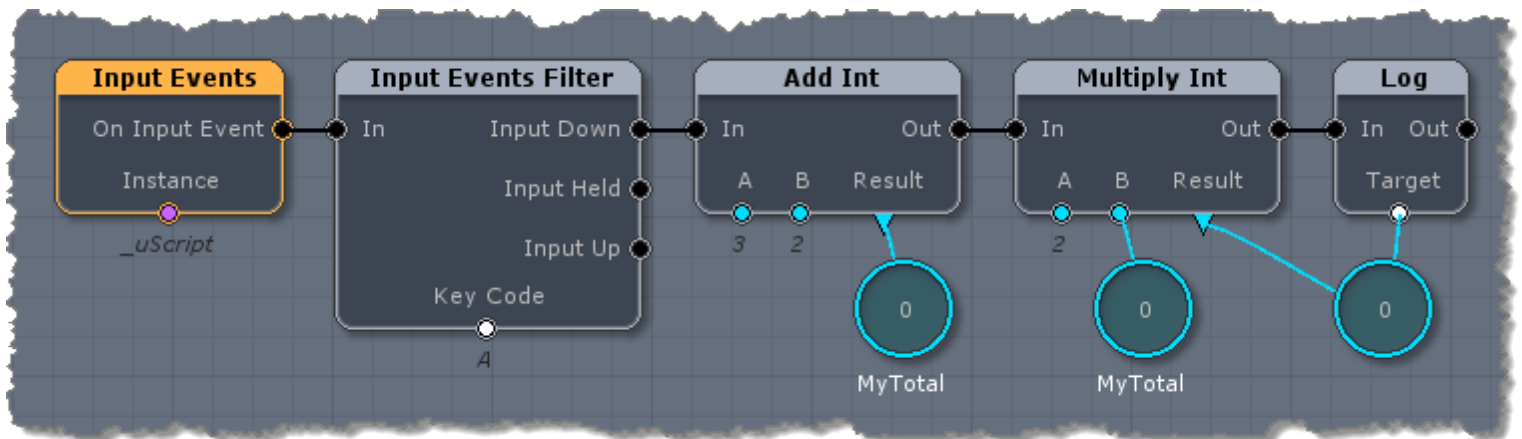 Input Events
On Input Event
Instance
_uScript
Input Events Filter
In
Input Down
Input Held
Input Up
Key Code
A
Add Int
In
Out
A
B
Result
3
2
0
MyTotal
Multiply Int
In
Out
A
B
Result
2
0
MyTotal
Log
In
Out
Target
0